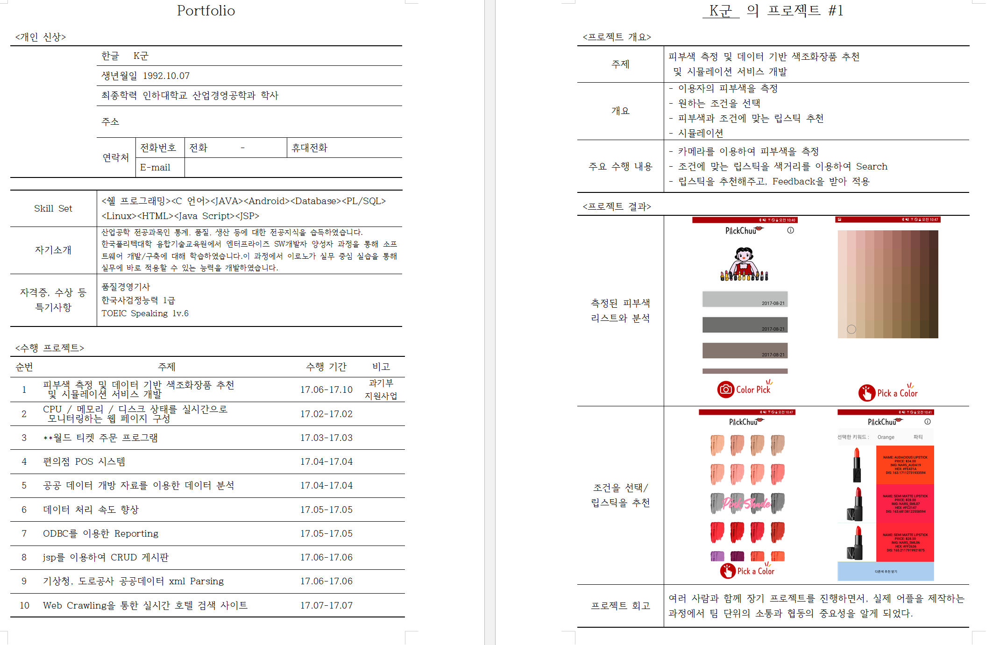 Portfolio
<개인 신상>
한글 K군
생년월일 1992.10.07
최종학력 인하대학교 산업경영공학과 학사
주소
연락처 전화번호 전화 - 휴대전화
E-mail
Skill Set
<쉘 프로그래밍><C 언어><JAVA><Android><Database><PL/SQL>
<Linux><HTML><Java Script><JSP>
자기소개
산업공학 전공과목인 통계, 품질, 생산 등에 대한 전공지식을 습득하였습니다.
한국폴리텍대학 융합기술교육원에서 엔터프라이즈 SW개발자 양성자 과정을 통해 소프
트웨어 개발/구축에 대해 학습하였습니다.이 과정에서 이로노가 실무 중심 실습을 통해
실무에 바로 적용할 수 있는 능력을 개발하였습니다.
자격증, 수상 등
특기사항
품질경영기사
한국사검정능력 1급
TOEIC Speaking lv.6
<수행 프로젝트>
순번 주제 수행 기간 비고
1 피부색 측정 및 데이터 기반 색조화장품 추천
및 시뮬레이션 서비스 개발 17.06-17.10 과기부
지원사업
2 CPU / 메모리 / 디스크 상태를 실시간으로
모니터링하는 웹 페이지 구성 17.02-17.02
3 **월드 티켓 주문 프로그램 17.03-17.03
4 편의점 POS 시스템 17.04-17.04
5 공공 데이터 개방 자료를 이용한 데이터 분석 17.04-17.04
6 데이터 처리 속도 향상 17.05-17.05
7 ODBC를 이용한 Reporting 17.05-17.05
8 jsp를 이용하여 CRUD 게시판 17.06-17.06
9 기상청, 도로공사 공공데이터 xml Parsing 17.06-17.06
10 Web Crawling을 통한 실시간 호텔 검색 사이트 17.07-17.07
K군 의 프로젝트 #1
<프로젝트 개요>
주제
피부색 측정 및 데이터 기반 색조화장품 추천
및 시뮬레이션 서비스 개발
개요
- 이용자의 피부색을 측정
- 원하는 조건을 선택
- 피부색과 조건에 맞는 립스틱 추천
- 시뮬레이션
주요 수행 내용
- 카메라를 이용하여 피부색을 측정
- 조건에 맞는 립스틱을 색거리를 이용하여 Search
- 립스틱을 추천해주고, Feedback을 받아 적용
<프로젝트 결과>
측정된 피부색
리스트와 분석
오전 10:40
PickChuu
2017-08-21
2017-08-21
2017-08-21
Color Pick
오전 10:47
Pick a Color
조건을 선택/
립스틱을 추천
오전 10:47
PickChuu
Pink Shade
Pick a Color
오전 10:41
PickChuu
선택한 키워드 : Orange 파티
NAME: AUDACIOUS LIPSTICK
PRICE: $34.00
IMG: NARS_AUDA19
HEX: #FE431A
DIS: 163.17112731933594
NAME: SEMI MATTE LIPSTICK
PRICE: $28.00
IMG: NARS_SML07
HEX: #FC2147
DIS: 163.68138122558594
NAME: SEMI MATTE LIPSTICK
PRICE: $28.00
IMG: NARS_SML06
HEX: #FF2636
DIS: 165.2117919921875
다른색 추천 받기
프로젝트 회고
여러 사람과 함께 장기 프로젝트를 진행하면서, 실제 어플을 제작하는
과정에서 팀 단위의 소통과 협동의 중요성을 알게 되었다.